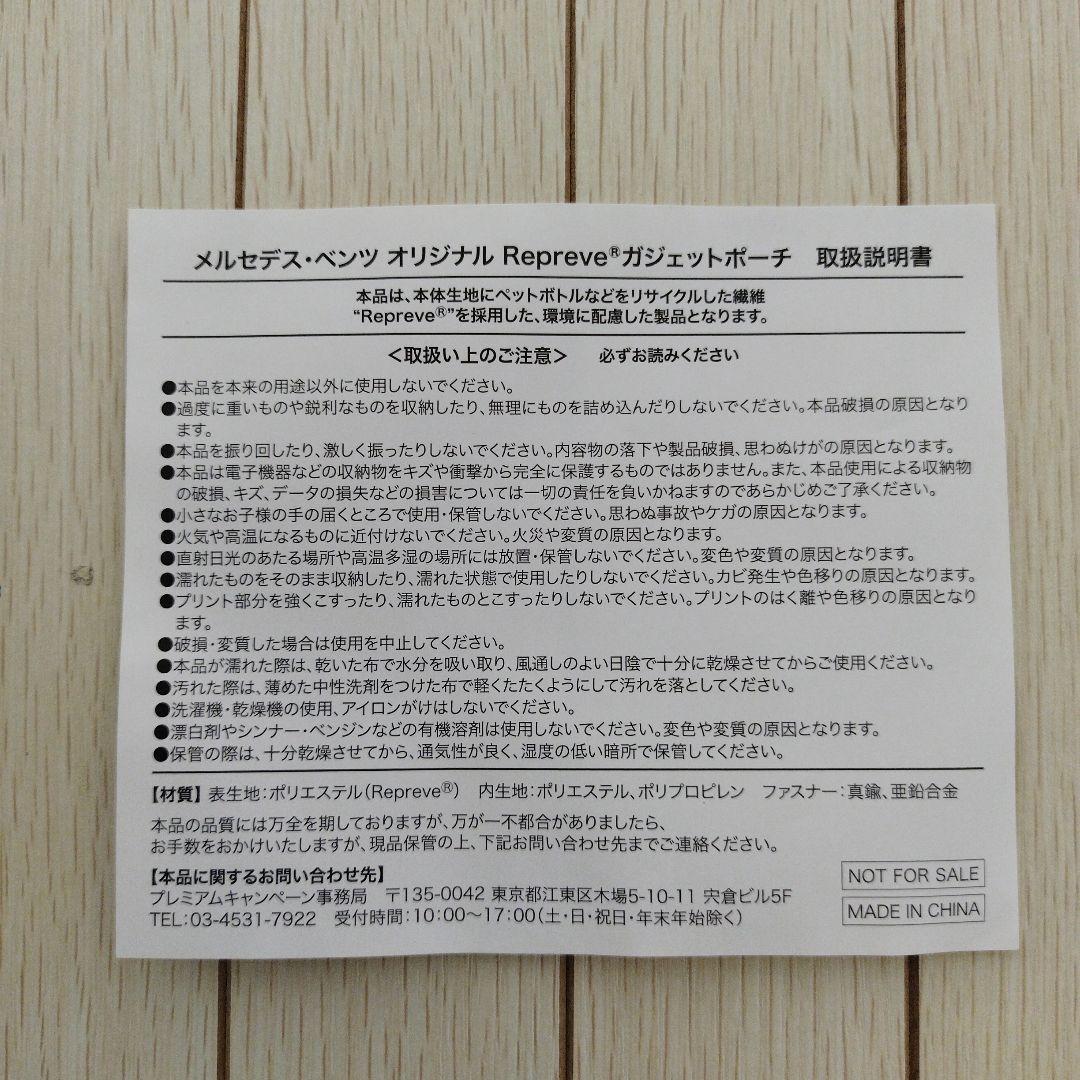 メルセデス・ベンツ オリジナル Repreve®ガジェットポーチ 取扱説明書
本品は、本体生地にペットボトルなどをリサイクルした繊維
“Repreve®”を採用した、環境に配慮した製品となります。
＜取扱い上のご注意＞ 必ずお読みください
●本品を本来の用途以外に使用しないでください。
●過度に重いものや鋭利なものを収納したり、無理にものを詰め込んだりしないでください。本品破損の原因となり
ます。
●本品を振り回したり、激しく振ったりしないでください。内容物の落下や製品破損、思わぬけがの原因となります。
●本品は電子機器などの収納物をキズや衝撃から完全に保護するものではありません。また、本品使用による収納物
の破損、キズ、データの損失などの損害については一切の責任を負いかねますのであらかじめご了承ください。
●小さなお子様の手の届くところで使用・保管しないでください。思わぬ事故やケガの原因となります。
●火気や高温になるものに近付けないでください。火災や変質の原因となります。
●直射日光のあたる場所や高温多湿の場所には放置・保管しないでください。変色や変質の原因となります。
●濡れたものをそのまま収納したり、濡れた状態で使用したりしないでください。カビ発生や色移りの原因となります。
●プリント部分を強くこすったり、濡れたものとこすったりしないでください。プリントのはく離や色移りの原因となり
ます。
●破損・変質した場合は使用を中止してください。
●本品が濡れた際は、乾いた布で水分を吸い取り、風通しのよい日陰で十分に乾燥させてからご使用ください。
●汚れた際は、薄めた中性洗剤をつけた布で軽くたたくようにして汚れを落としてください。
●洗濯機・乾燥機の使用、アイロンがけはしないでください。
●漂白剤やシンナー・ベンジンなどの有機溶剤は使用しないでください。変色や変質の原因となります。
●保管の際は、十分乾燥させてから、通気性が良く、湿度の低い暗所で保管してください。
【材質】表生地：ポリエステル（Repreve®） 内生地：ポリエステル、ポリプロピレン ファスナー：真鍮、亜鉛合金
本品の品質には万全を期しておりますが、万が一不都合がありましたら、
お手数をおかけいたしますが、現品保管の上、下記お問い合わせ先までご連絡ください。
【本品に関するお問い合わせ先】
プレミアムキャンペーン事務局 〒135-0042 東京都江東区木場5-10-11 宍倉ビル5F
TEL：03-4531-7922 受付時間：10:00～17:00（土・日・祝日・年末年始除く）
NOT FOR SALE
MADE IN CHINA